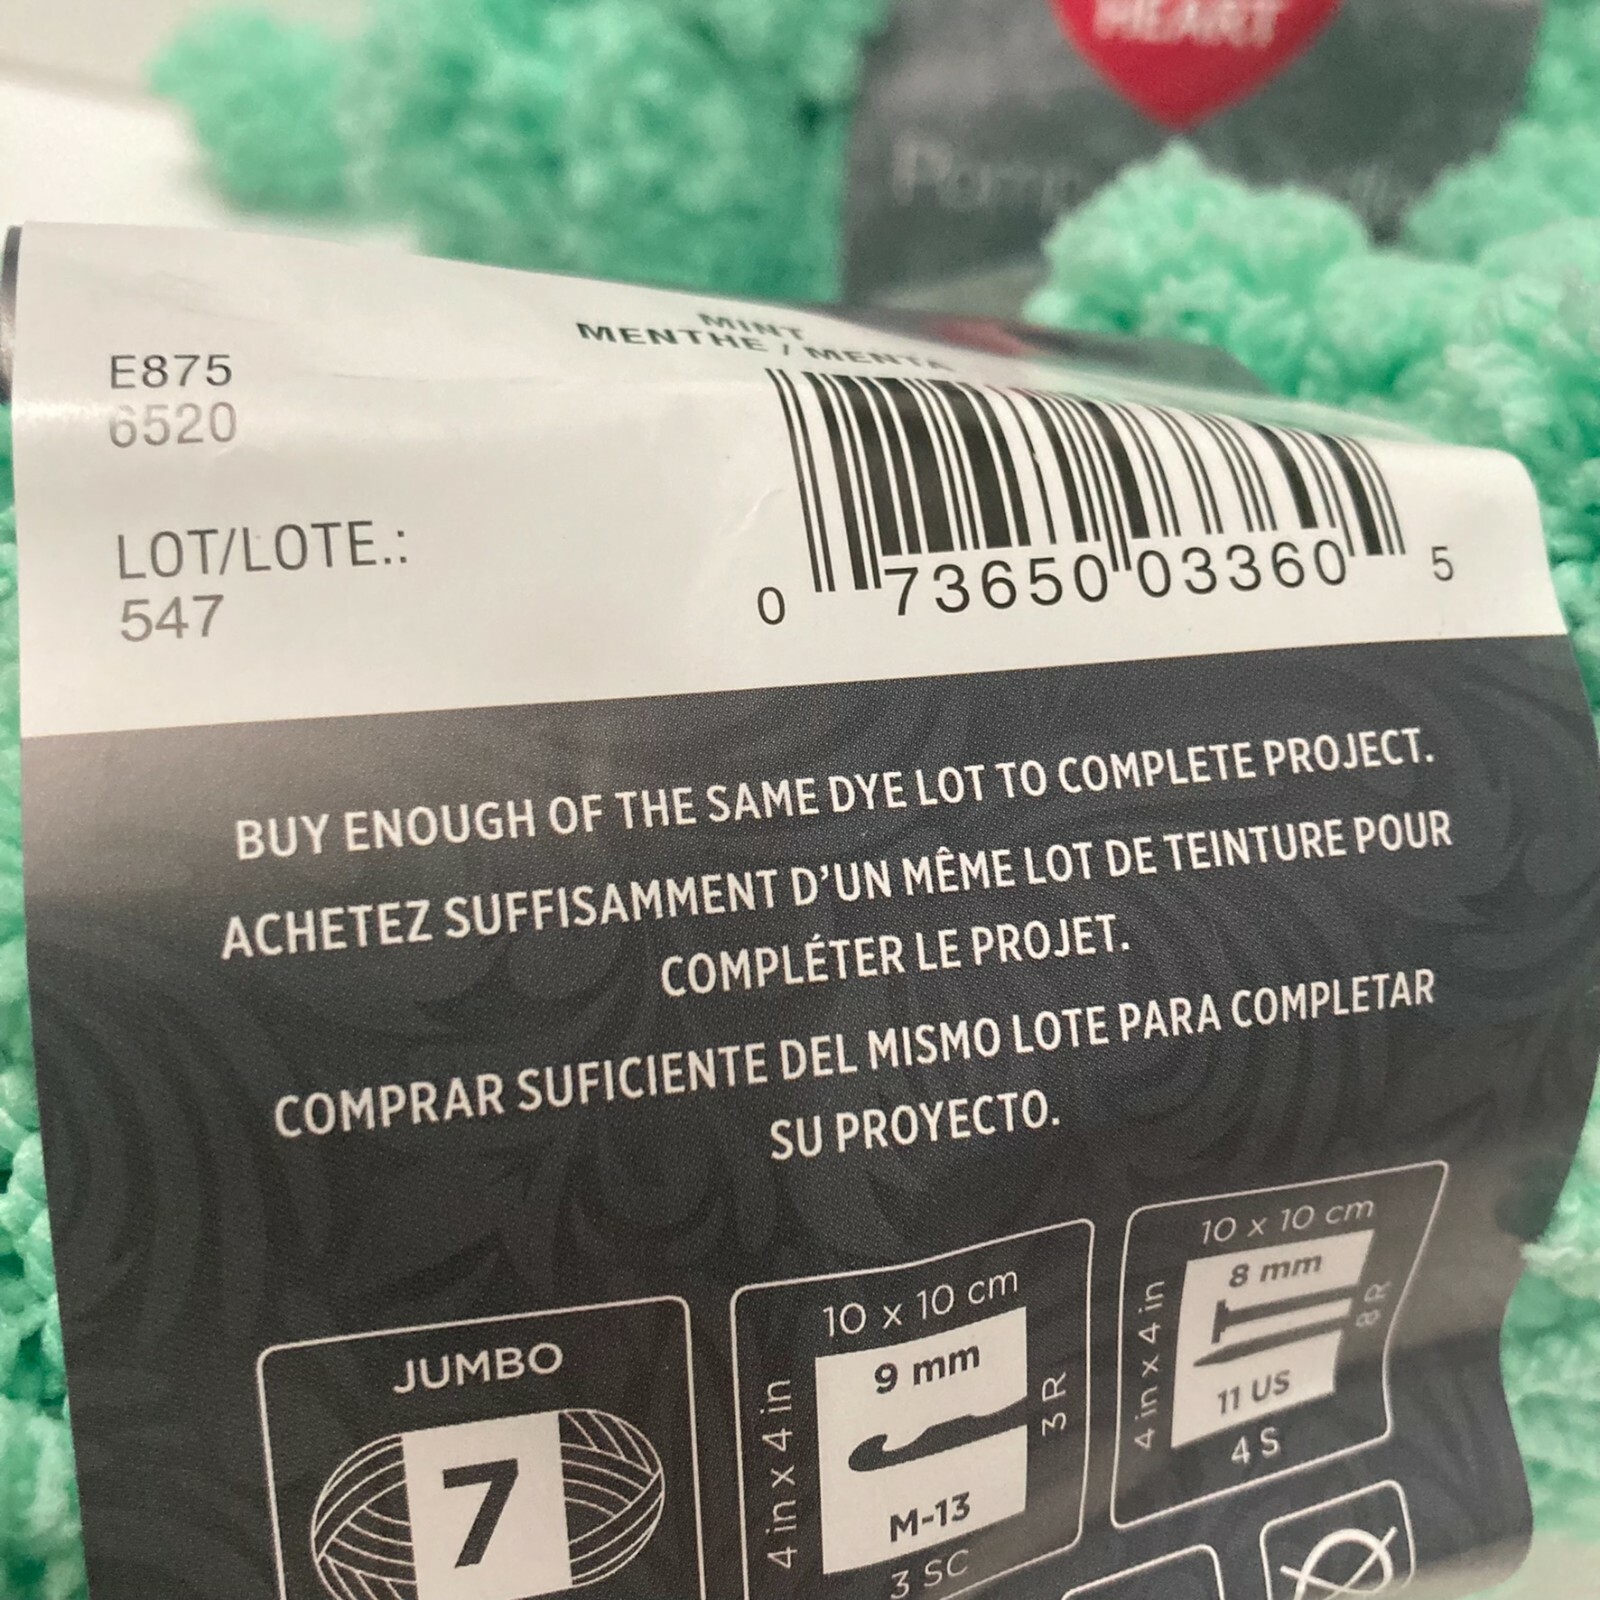 HEART
E875
6520
LOT/LOTE.:
547
MINT
MENTHE / MENTA
0 73650 03360 5
BUY ENOUGH OF THE SAME DYE LOT TO COMPLETE PROJECT.
ACHETEZ SUFFISAMMENT D'UN MÊME LOT DE TEINTURE POUR
COMPLÉTER LE PROJET.
COMPRAR SUFICIENTE DEL MISMO LOTE PARA COMPLETAR
SU PROYECTO.
JUMBO
7
10 x 10 cm
4 in x 4 in
9 mm
3 R
M-13
3 SC
10 x 10 cm
4 in x 4 in
8 mm
8 R
11 US
4 S